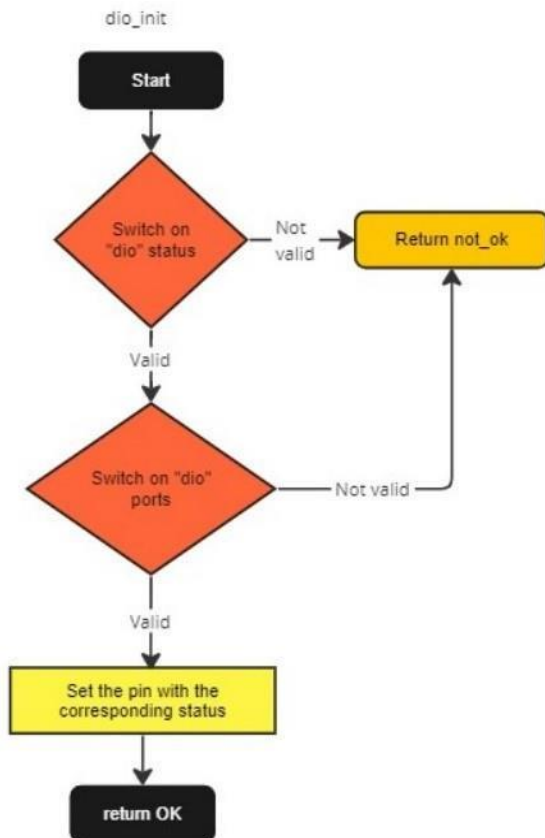 dio_init
Start
Switch on
"dio" status
Not
valid
Return not_ok
Valid
Switch on "dio"
ports
Not valid
Valid
Set the pin with the
corresponding status
return OK